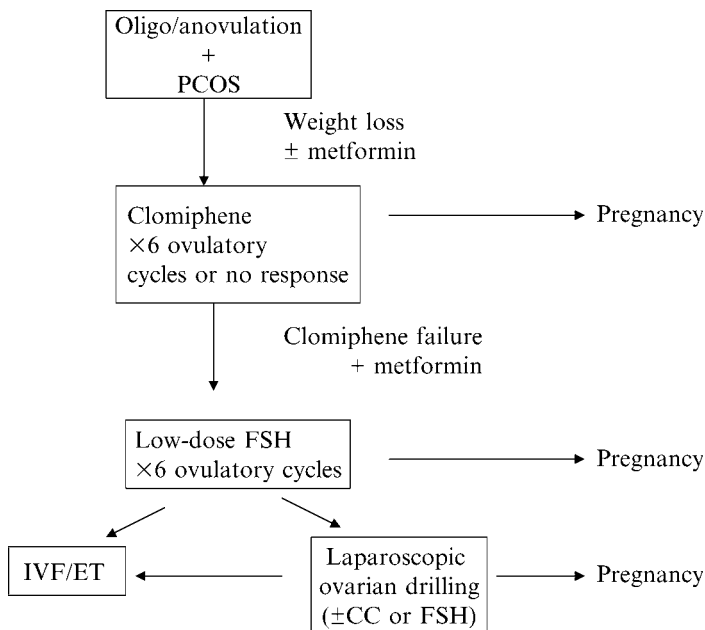 Oligo/anovulation
+
PCOS
Weight loss
± metformin
Clomiphene
×6 ovulatory
cycles or no response
Pregnancy
Clomiphene failure
+ metformin
Low-dose FSH
×6 ovulatory cycles
Pregnancy
IVF/ET
Laparoscopic
ovarian drilling
(±CC or FSH)
Pregnancy